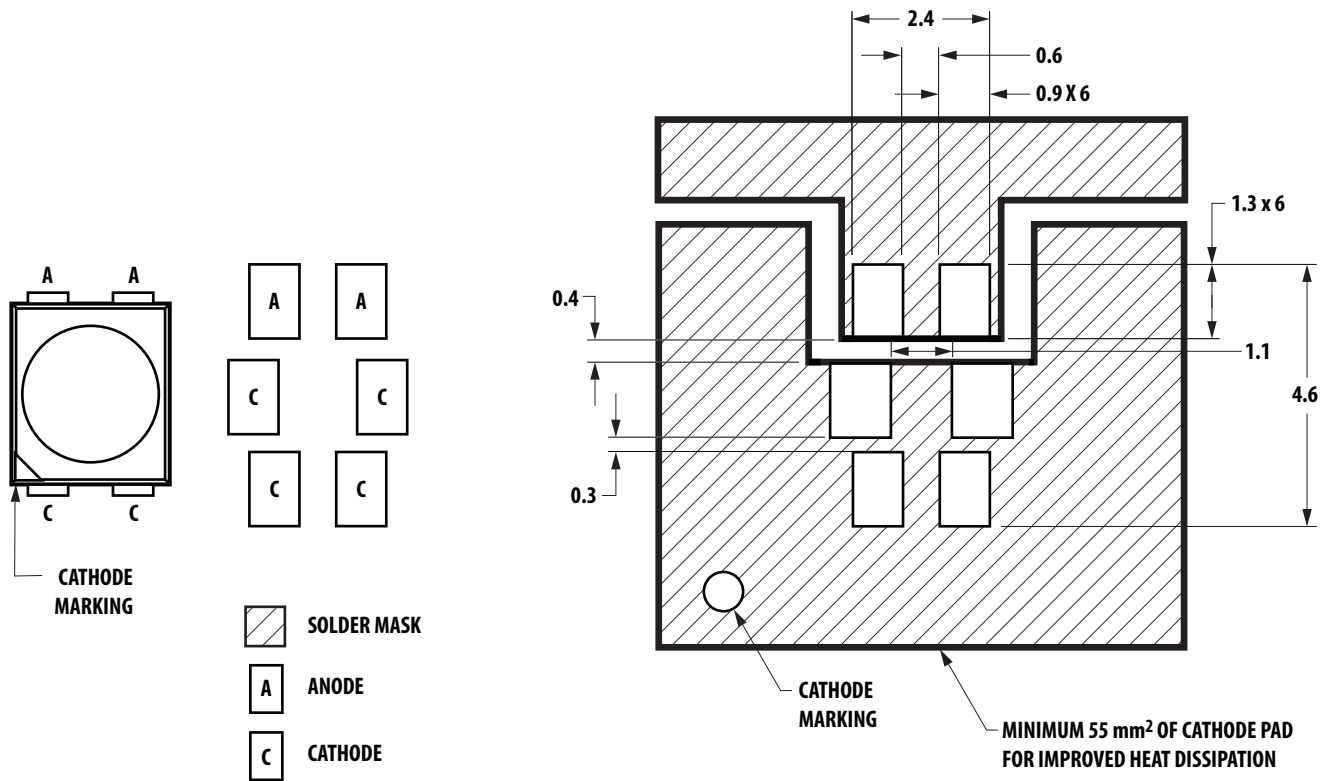 2.4
0.6
0.9 X 6
1.3 x 6
A A
A A
0.4
1.1
C C
4.6
C C
0.3
C C
CATHODE
MARKING
SOLDER MASK
A ANODE
C CATHODE
CATHODE
MARKING
MINIMUM 55 mm² OF CATHODE PAD
FOR IMPROVED HEAT DISSIPATION